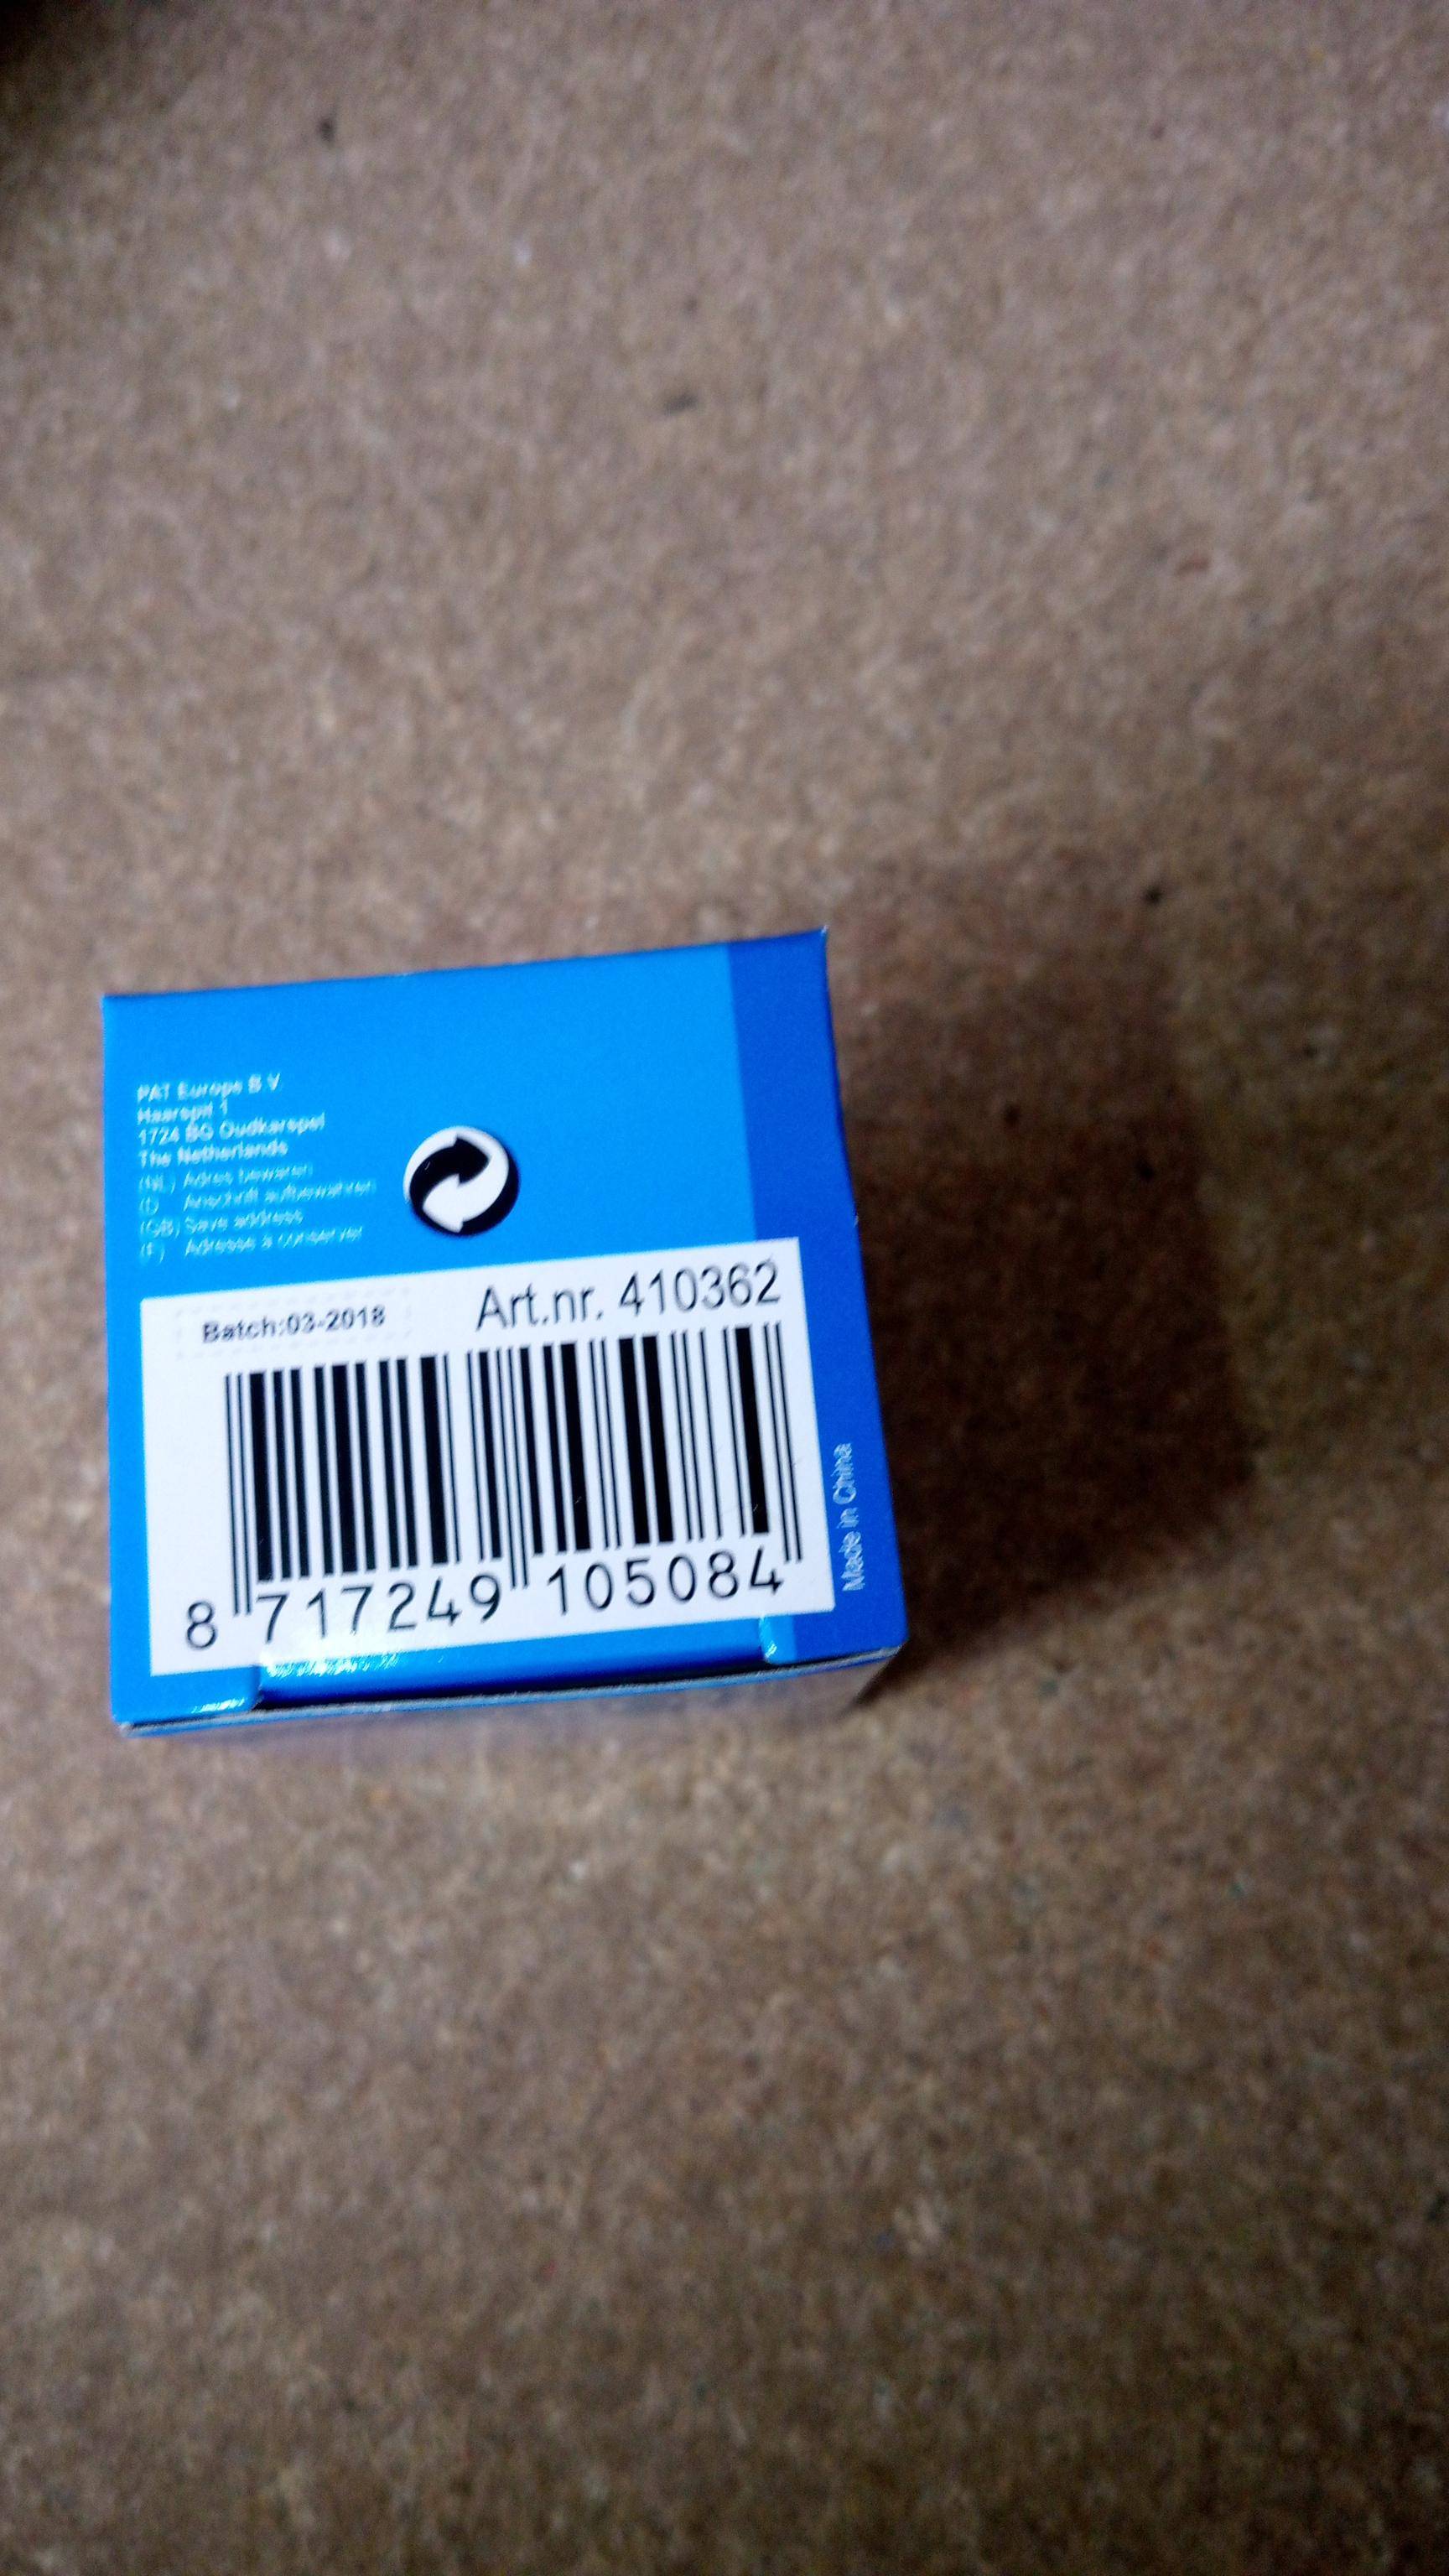 PAT Europe B.V.
Haarspit 1
1724 BG Oudkarspel
The Netherlands
(NL) Adres bewaren
(D) Anschrift aufbewahren
(GB) Save address
(F) Adresse à conserver
Batch:03-2018
Art.nr. 410362
8 717249 105084
Made in China